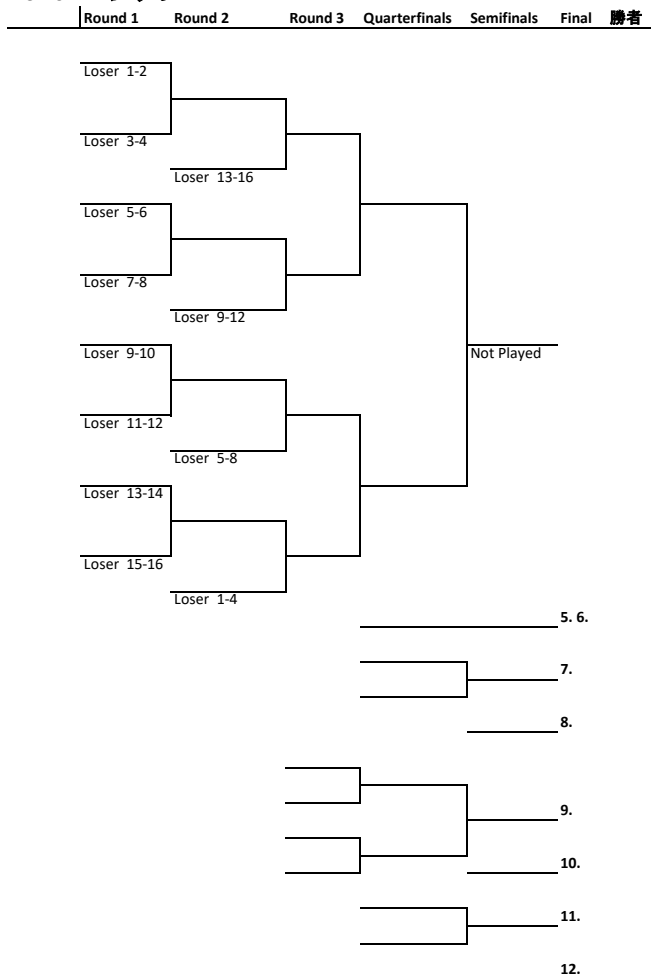 Round 1 Round 2 Round 3 Quarterfinals Semifinals Final 勝者
Loser 1-2
Loser 3-4
Loser 13-16
Loser 5-6
Loser 7-8
Loser 9-12
Loser 9-10
Not Played
Loser 11-12
Loser 5-8
Loser 13-14
Loser 15-16
Loser 1-4
5. 6.
7.
8.
9.
10.
11.
12.